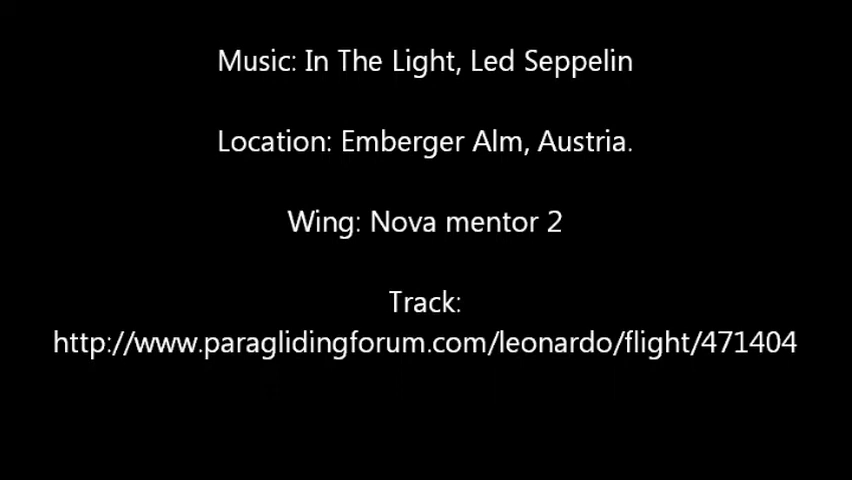 Music: In The Light, Led Seppelin
Location: Emberger Alm, Austria.
Wing: Nova mentor 2
Track:
http://www.paraglidingforum.com/leonardo/flight/471404